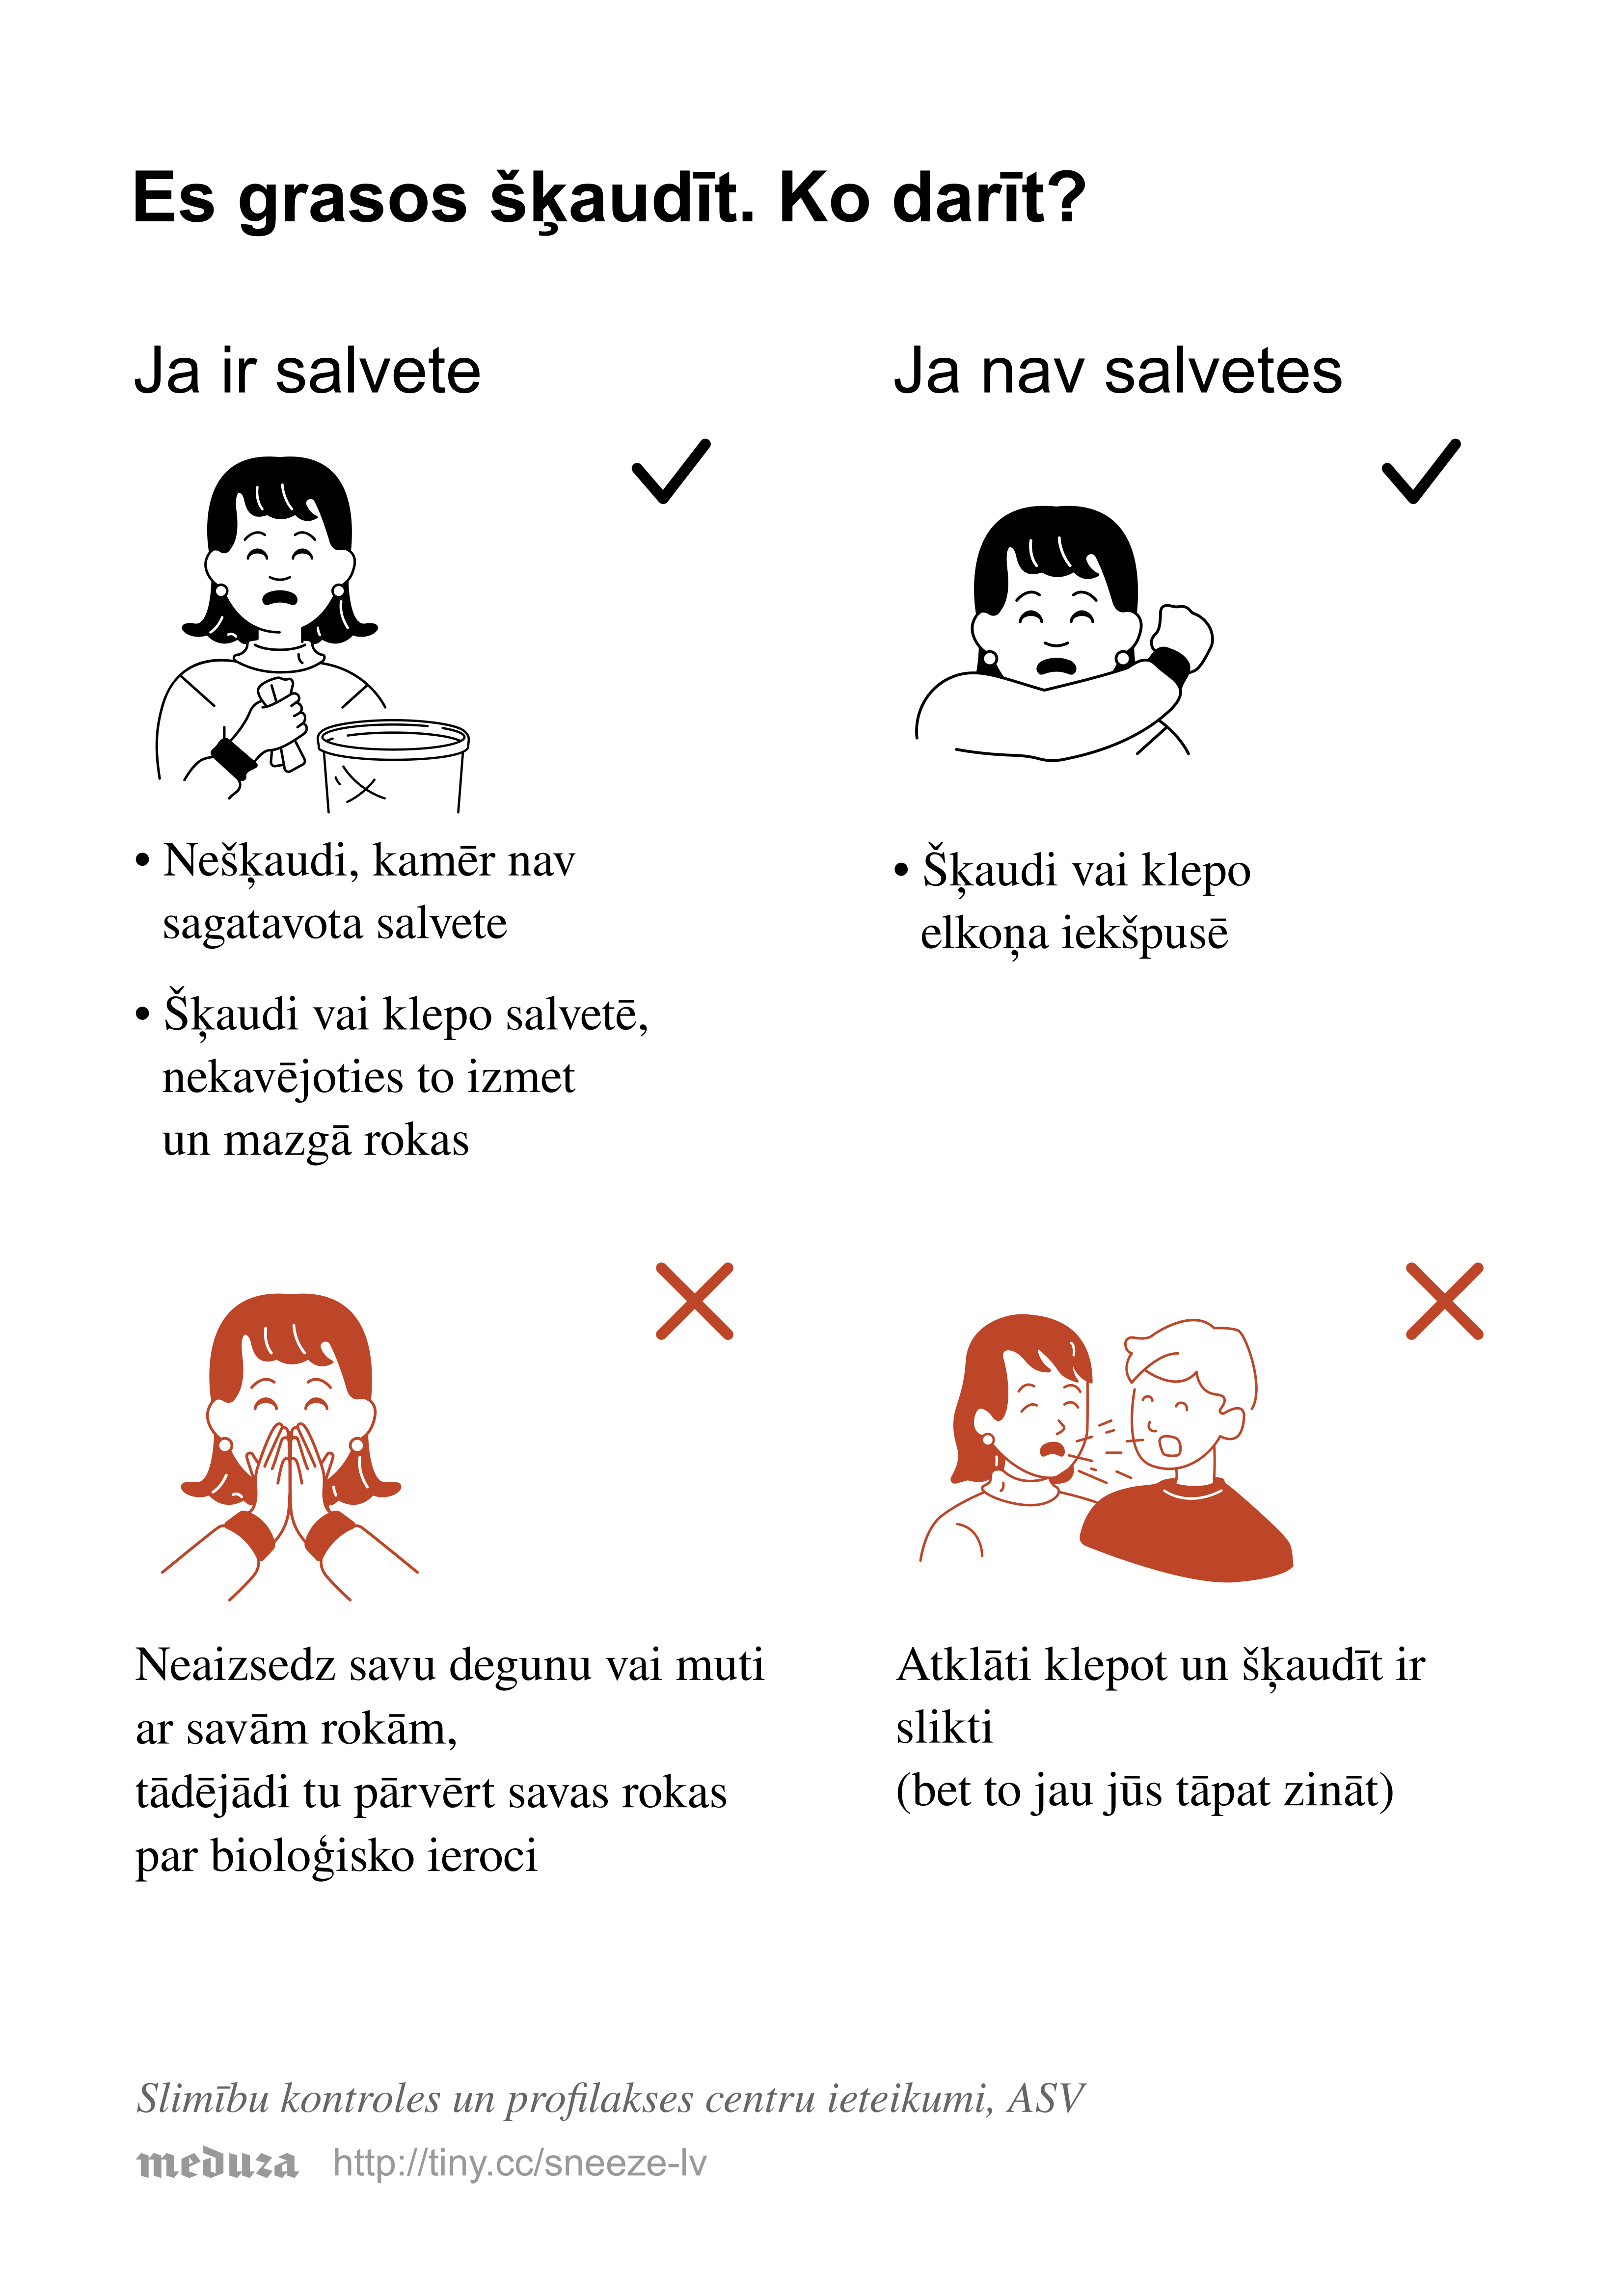 Es grasos šķaudīt. Ko darīt?
Ja ir salvete
• Nešķaudi, kamēr nav
sagatavota salvete
• Šķaudi vai klepo salvetē,
nekavējoties to izmet
un mazgā rokas
Ja nav salvetes
• Šķaudi vai klepo
elkoņa iekšpusē
Neaizsedz savu degunu vai muti
ar savām rokām,
tādējādi tu pārvērt savas rokas
par bioloģisko ieroci
Atklāti klepot un šķaudīt ir
slikti
(bet to jau jūs tāpat zināt)
Slimību kontroles un profilakses centru ieteikumi, ASV
meduza http://tiny.cc/sneeze-lv